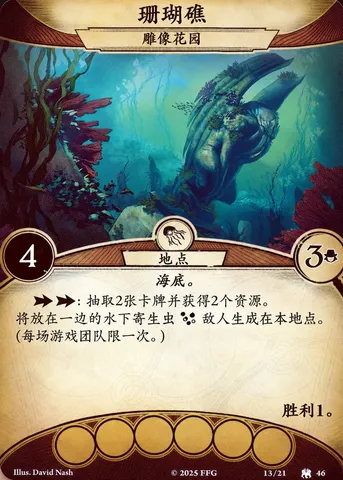 珊瑚礁
雕像花园
4
3
地点
海底。
: 抽取2张卡牌并获得2个资源。
将放在一边的水下寄生虫 敌人生成在本地点。
(每场游戏团队限一次。)
胜利1。
Illus. David Nash
© 2025 FFG
13/21
46